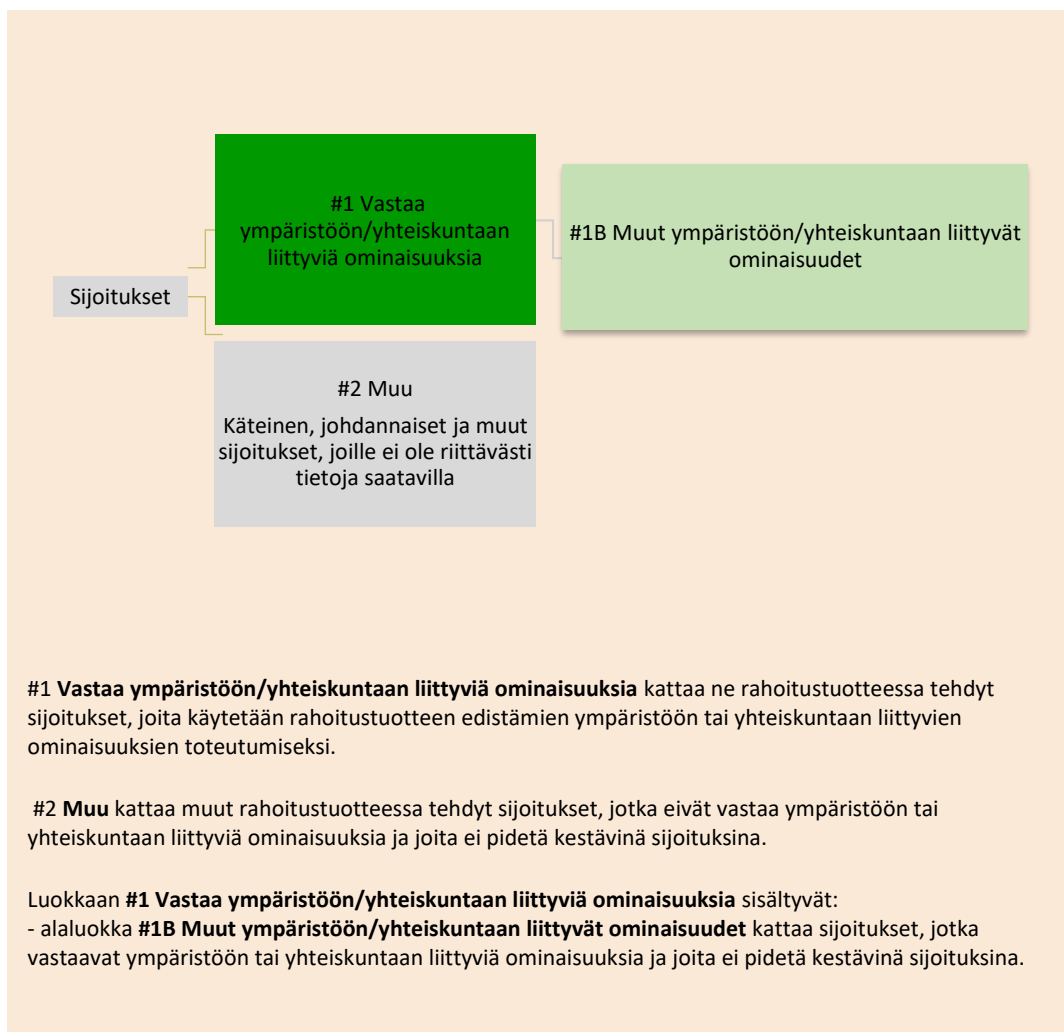 #1 Vastaa
ympäristöön/yhteiskuntaan
liittyviä ominaisuuksia
#1B Muut ympäristöön/yhteiskuntaan liittyvät
ominaisuudet
Sijoitukset
#2 Muu
Käteinen, johdannaiset ja muut
sijoitukset, joille ei ole riittävästi
tietoja saatavilla
#1 Vastaa ympäristöön/yhteiskuntaan liittyviä ominaisuuksia kattaa ne rahoitustuotteessa tehdyt
sijoitukset, joita käytetään rahoitustuotteen edistämien ympäristöön tai yhteiskuntaan liittyvien
ominaisuuksien toteutumiseksi.
#2 Muu kattaa muut rahoitustuotteessa tehdyt sijoitukset, jotka eivät vastaa ympäristöön tai
yhteiskuntaan liittyviä ominaisuuksia ja joita ei pidetä kestävinä sijoituksina.
Luokkaan #1 Vastaa ympäristöön/yhteiskuntaan liittyviä ominaisuuksia sisältyvät:
- alaluokka #1B Muut ympäristöön/yhteiskuntaan liittyvät ominaisuudet kattaa sijoitukset, jotka
vastaavat ympäristöön tai yhteiskuntaan liittyviä ominaisuuksia ja joita ei pidetä kestävinä sijoituksina.